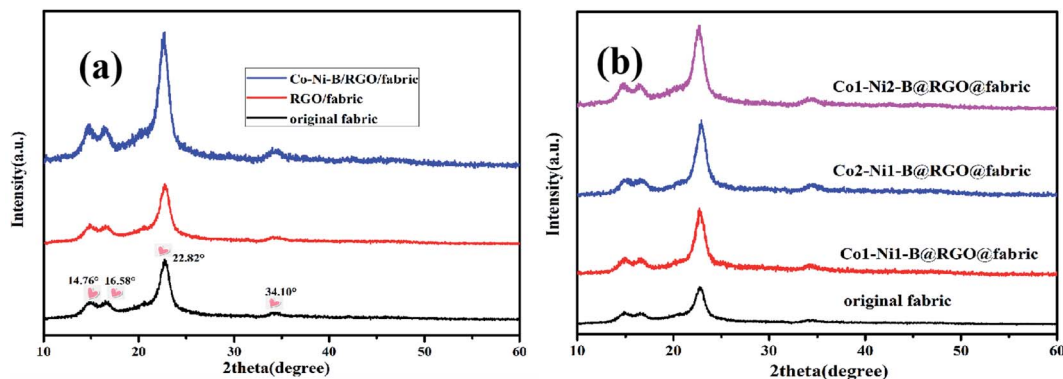 (a)
Co-Ni-B/RGO/fabric
RGO/fabric
original fabric
22.82°
14.76°
16.58°
34.10°
Intensity(a.u.)
10 20 30 40 50 60
2theta(degree)
(b)
Co1-Ni2-B@RGO@fabric
Co2-Ni1-B@RGO@fabric
Co1-Ni1-B@RGO@fabric
original fabric
Intensity(a.u.)
10 20 30 40 50 60
2theta(degree)